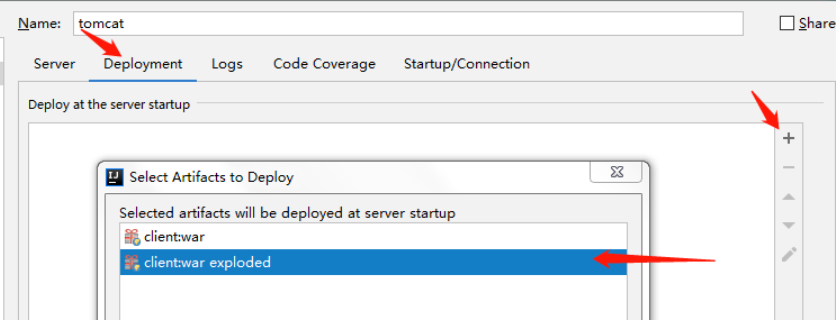 Name: tomcat Share
Server Deployment Logs Code Coverage Startup/Connection
Deploy at the server startup
IJ Select Artifacts to Deploy
Selected artifacts will be deployed at server startup
client:war
client:war exploded